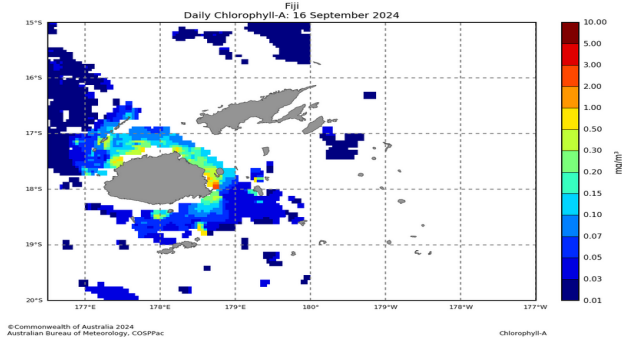 Fiji
Daily Chlorophyll-A: 16 September 2024
15°S
16°S
17°S
18°S
19°S
20°S
177°E
178°E
179°E
180°
179°W
178°W
177°W
10.00
5.00
3.00
2.00
1.00
0.50
0.30
0.20
0.15
0.10
0.07
0.05
0.03
0.01
mg/m³
©Commonwealth of Australia 2024
Australian Bureau of Meteorology, COSPPac
Chlorophyll-A